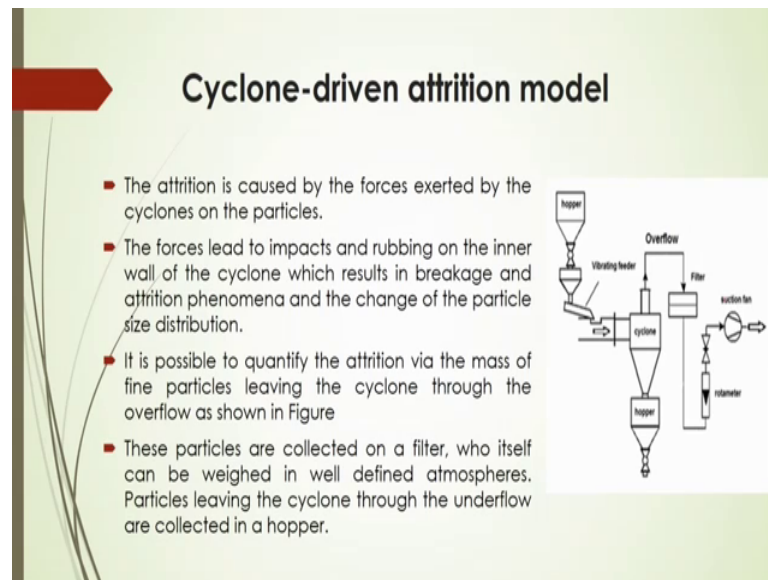 Cyclone-driven attrition model
The attrition is caused by the forces exerted by the
cyclones on the particles.
The forces lead to impacts and rubbing on the inner
wall of the cyclone which results in breakage and
attrition phenomena and the change of the particle
size distribution.
It is possible to quantify the attrition via the mass of
fine particles leaving the cyclone through the
overflow as shown in Figure
These particles are collected on a filter, who itself
can be weighed in well defined atmospheres.
Particles leaving the cyclone through the underflow
are collected in a hopper.
hopper
Overflow
Vibrating feeder
Filter
suction fan
cyclone
rotameter
hopper